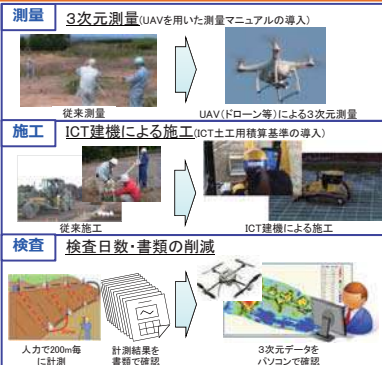 測量
3次元測量(UAVを用いた測量マニュアルの導入)
従来測量
UAV(ドローン等)による3次元測量
施工
ICT建機による施工(ICT土工用積算基準の導入)
従来施工
ICT建機による施工
検査
検査日数・書類の削減
人力で200m毎
に計測
計測結果を
書類で確認
3次元データを
パソコンで確認